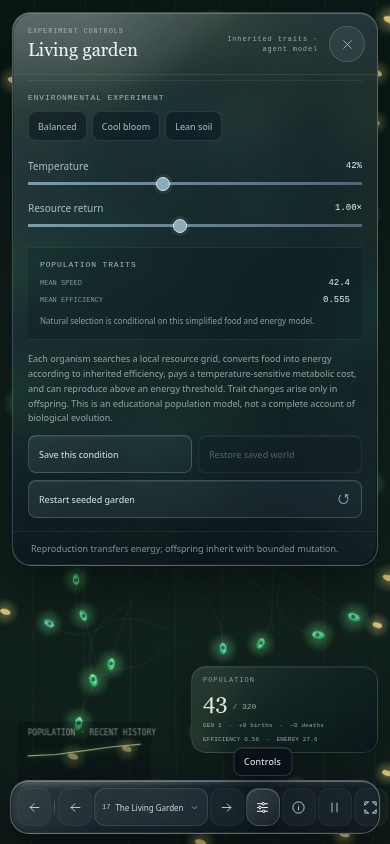 EXPERIMENT CONTROLS
Living garden
Inherited traits ·
agent model
ENVIRONMENTAL EXPERIMENT
Balanced
Cool bloom
Lean soil
Temperature
42%
Resource return
1.00×
POPULATION TRAITS
MEAN SPEED
42.4
MEAN EFFICIENCY
0.555
Natural selection is conditional on this simplified food and energy model.
Each organism searches a local resource grid, converts food into energy
according to inherited efficiency, pays a temperature-sensitive metabolic cost,
and can reproduce above an energy threshold. Trait changes arise only in
offspring. This is an educational population model, not a complete account of
biological evolution.
Save this condition
Restore saved world
Restart seeded garden
Reproduction transfers energy; offspring inherit with bounded mutation.
POPULATION
43 / 320
GEN 1 · +9 births · −0 deaths
EFFICIENCY 0.56 · ENERGY 27.6
POPULATION · RECENT HISTORY
Controls
17 The Living Garden